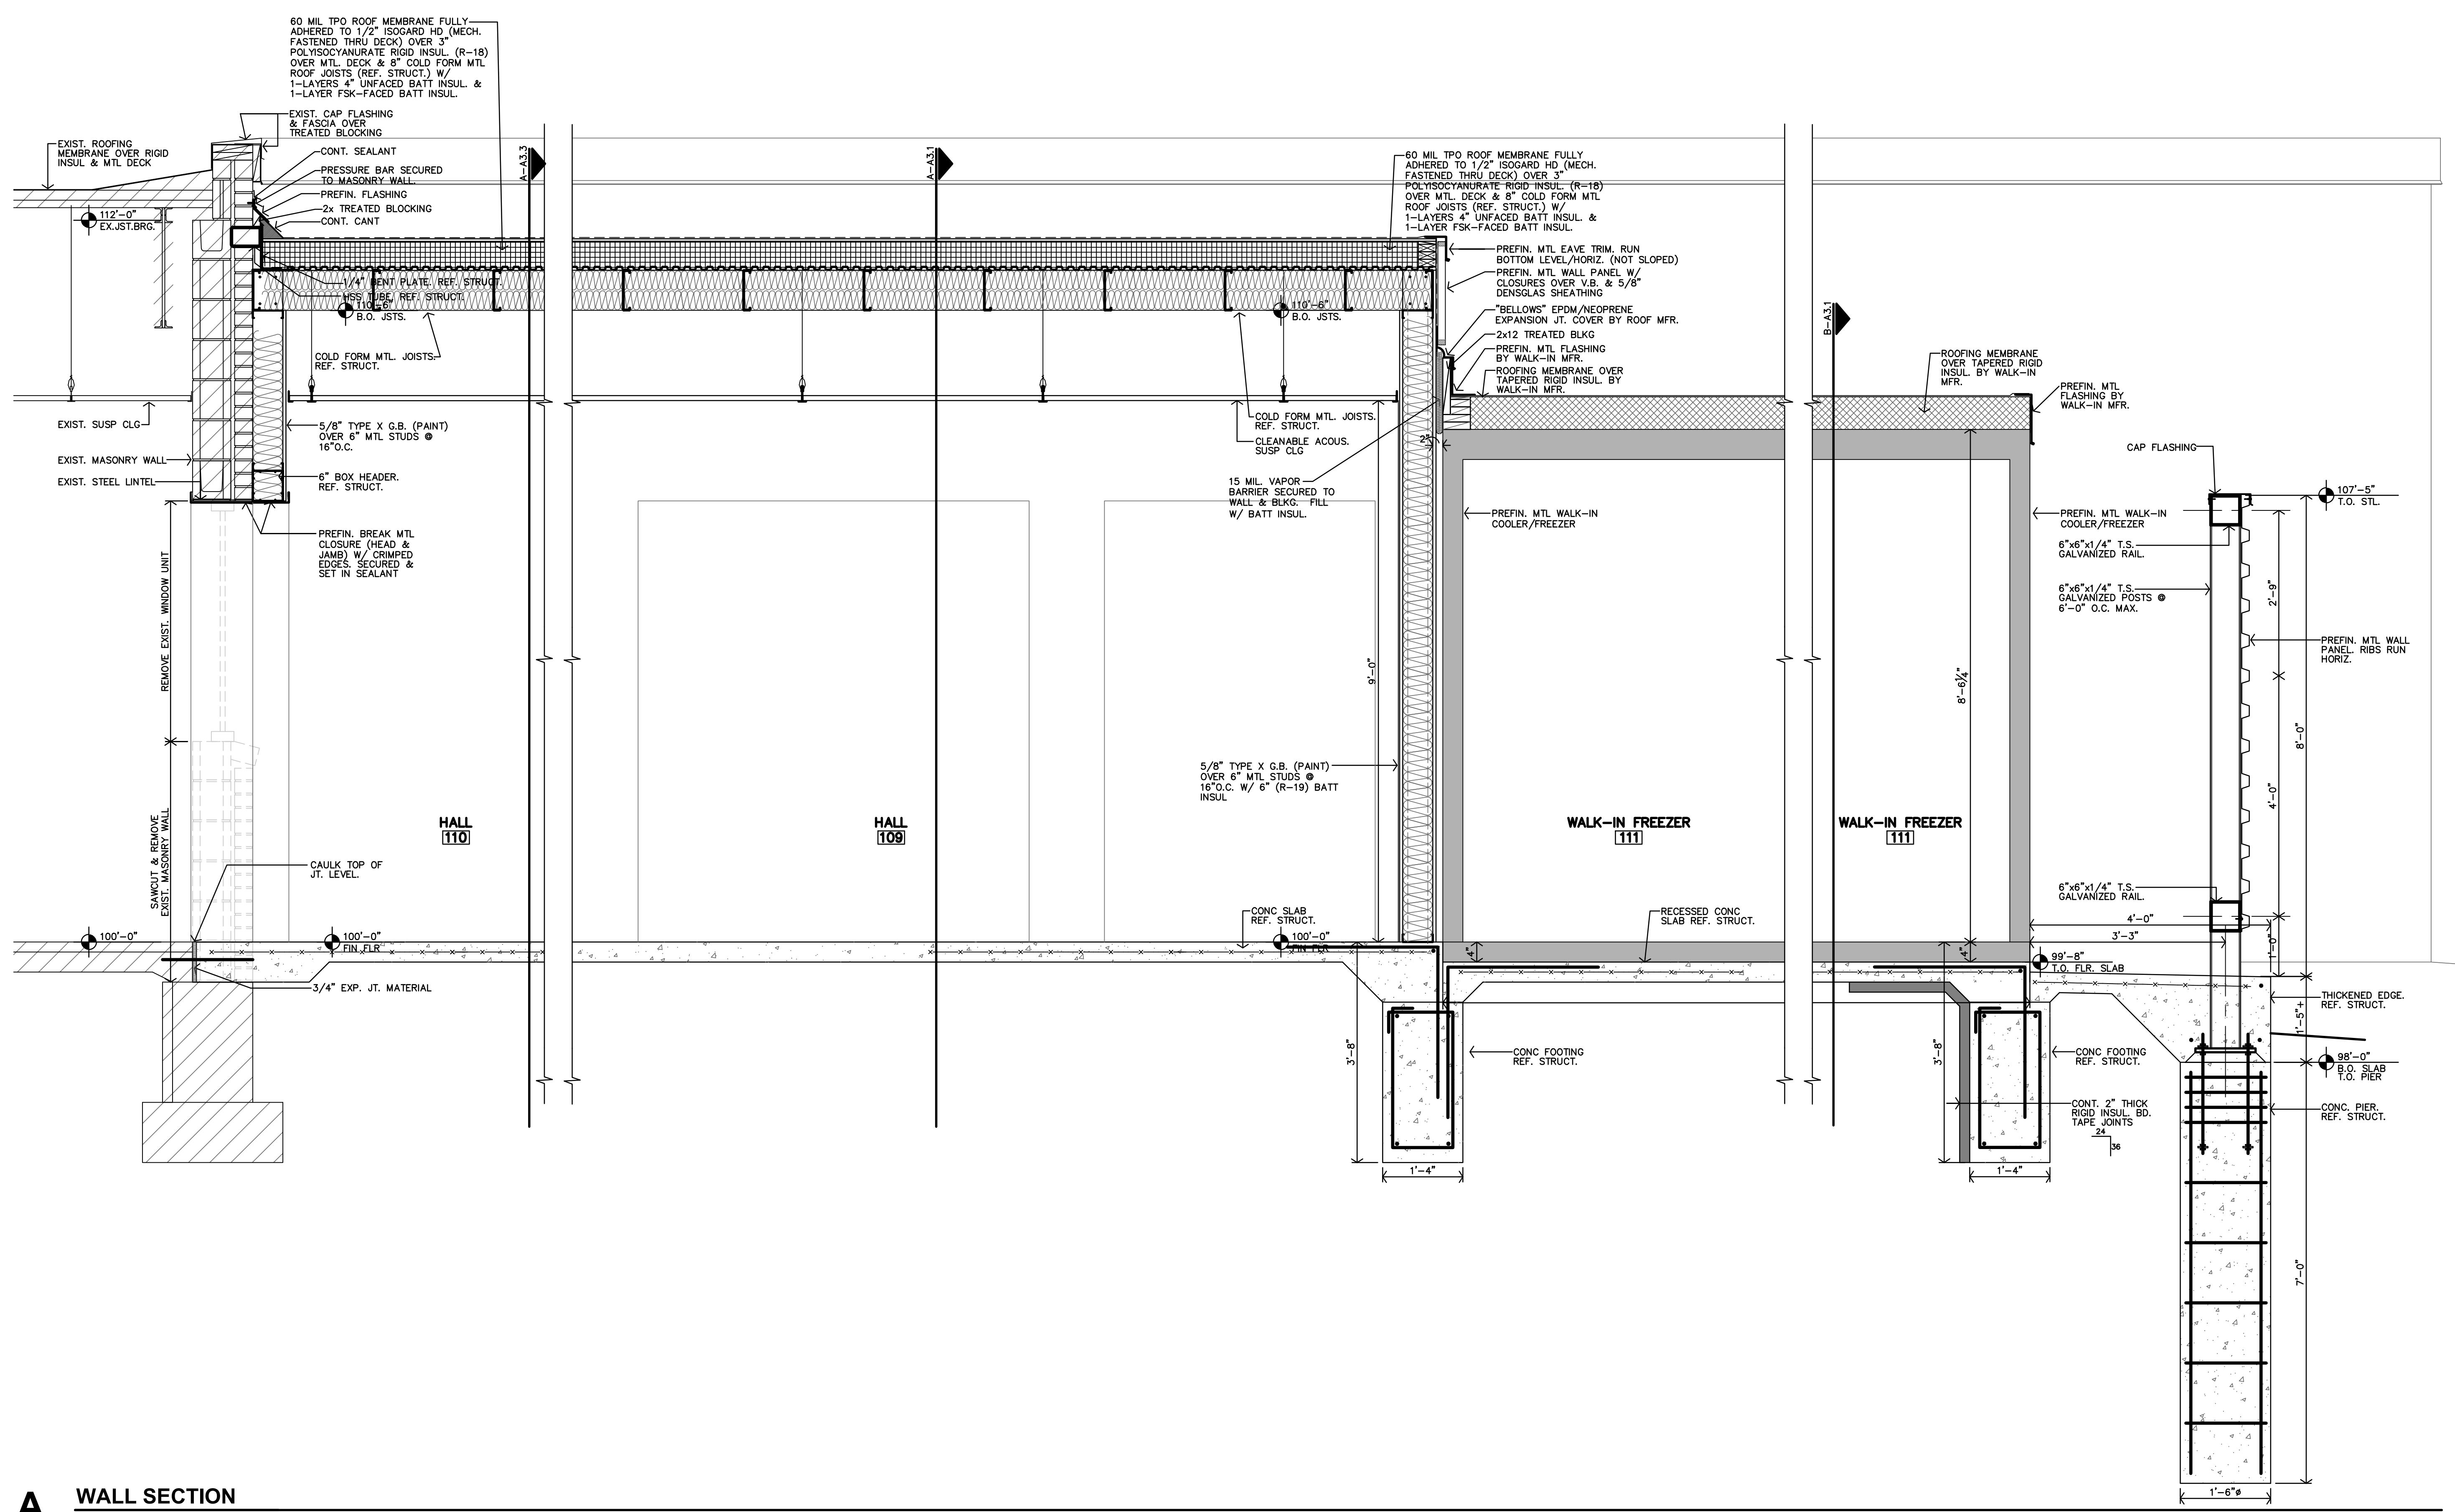 60 MIL TPO ROOF MEMBRANE FULLY
ADHERED TO 1/2" ISOGARD HD (MECH.
FASTENED THRU DECK) OVER 3"
POLYISOCYANURATE RIGID INSUL. (R-18)
OVER MTL. DECK & 8" COLD FORM MTL
ROOF JOISTS (REF. STRUCT.) W/
1-LAYERS 4" UNFACED BATT INSUL. &
1-LAYER FSK-FACED BATT INSUL.
EXIST. CAP FLASHING
& FASCIA OVER
TREATED BLOCKING
EXIST. ROOFING
MEMBRANE OVER RIGID
INSUL & MTL DECK
CONT. SEALANT
PRESSURE BAR SECURED
TO MASONRY WALL.
PREFIN. FLASHING
2x TREATED BLOCKING
CONT. CANT
112'-0"
EX.JST.BRG.
A-A3.3
A-A3.1
1/4" BENT PLATE. REF. STRUCT.
HSS TUBE, REF. STRUCT.
110'-6"
B.O. JSTS.
COLD FORM MTL. JOISTS.
REF. STRUCT.
EXIST. SUSP CLG
5/8" TYPE X G.B. (PAINT)
OVER 6" MTL STUDS @
16"O.C.
EXIST. MASONRY WALL
EXIST. STEEL LINTEL
6" BOX HEADER.
REF. STRUCT.
PREFIN. BREAK MTL
CLOSURE (HEAD &
JAMB) W/ CRIMPED
EDGES. SECURED &
SET IN SEALANT
REMOVE EXIST. WINDOW UNIT
SAWCUT & REMOVE
EXIST. MASONRY WALL
HALL
110
CAULK TOP OF
JT. LEVEL.
100'-0"
100'-0"
FIN FLR
3/4" EXP. JT. MATERIAL
60 MIL TPO ROOF MEMBRANE FULLY
ADHERED TO 1/2" ISOGARD HD (MECH.
FASTENED THRU DECK) OVER 3"
POLYISOCYANURATE RIGID INSUL. (R-18)
OVER MTL. DECK & 8" COLD FORM MTL
ROOF JOISTS (REF. STRUCT.) W/
1-LAYERS 4" UNFACED BATT INSUL. &
1-LAYER FSK-FACED BATT INSUL.
PREFIN. MTL EAVE TRIM. RUN
BOTTOM LEVEL/HORIZ. (NOT SLOPED)
PREFIN. MTL WALL PANEL W/
CLOSURES OVER V.B. & 5/8"
DENSGLAS SHEATHING
"BELLOWS" EPDM/NEOPRENE
EXPANSION JT. COVER BY ROOF MFR.
2x12 TREATED BLKG
PREFIN. MTL FLASHING
BY WALK-IN MFR.
ROOFING MEMBRANE OVER
TAPERED RIGID INSUL. BY
WALK-IN MFR.
110'-6"
B.O. JSTS.
COLD FORM MTL. JOISTS.
REF. STRUCT.
CLEANABLE ACOUS.
SUSP CLG
2"
15 MIL. VAPOR
BARRIER SECURED TO
WALL & BLKG. FILL
W/ BATT INSUL.
PREFIN. MTL WALK-IN
COOLER/FREEZER
9'-0"
5/8" TYPE X G.B. (PAINT)
OVER 6" MTL STUDS @
16"O.C. W/ 6" (R-19) BATT
INSUL
HALL
109
WALK-IN FREEZER
111
CONC SLAB
REF. STRUCT.
100'-0"
FIN FLR
4"
RECESSED CONC
SLAB REF. STRUCT.
3'-8"
1'-4"
CONC FOOTING
REF. STRUCT.
B-A3.1
ROOFING MEMBRANE
OVER TAPERED RIGID
INSUL. BY WALK-IN
MFR.
PREFIN. MTL
FLASHING BY
WALK-IN MFR.
CAP FLASHING
107'-5"
T.O. STL.
PREFIN. MTL WALK-IN
COOLER/FREEZER
6"x6"x1/4" T.S.
GALVANIZED RAIL.
6"x6"x1/4" T.S.
GALVANIZED POSTS @
6'-0" O.C. MAX.
2'-9"
PREFIN. MTL WALL
PANEL. RIBS RUN
HORIZ.
8'-6¼"
8'-0"
4'-0"
WALK-IN FREEZER
111
6"x6"x1/4" T.S.
GALVANIZED RAIL.
4'-0"
3'-3"
1'-0"
4"
99'-8"
T.O. FLR. SLAB
THICKENED EDGE.
REF. STRUCT.
1'-5"±
3'-8"
CONC FOOTING
REF. STRUCT.
98'-0"
B.O. SLAB
T.O. PIER
CONT. 2" THICK
RIGID INSUL. BD.
TAPE JOINTS
24
36
CONC. PIER.
REF. STRUCT.
1'-4"
7'-0"
1'-6"ø
A
WALL SECTION